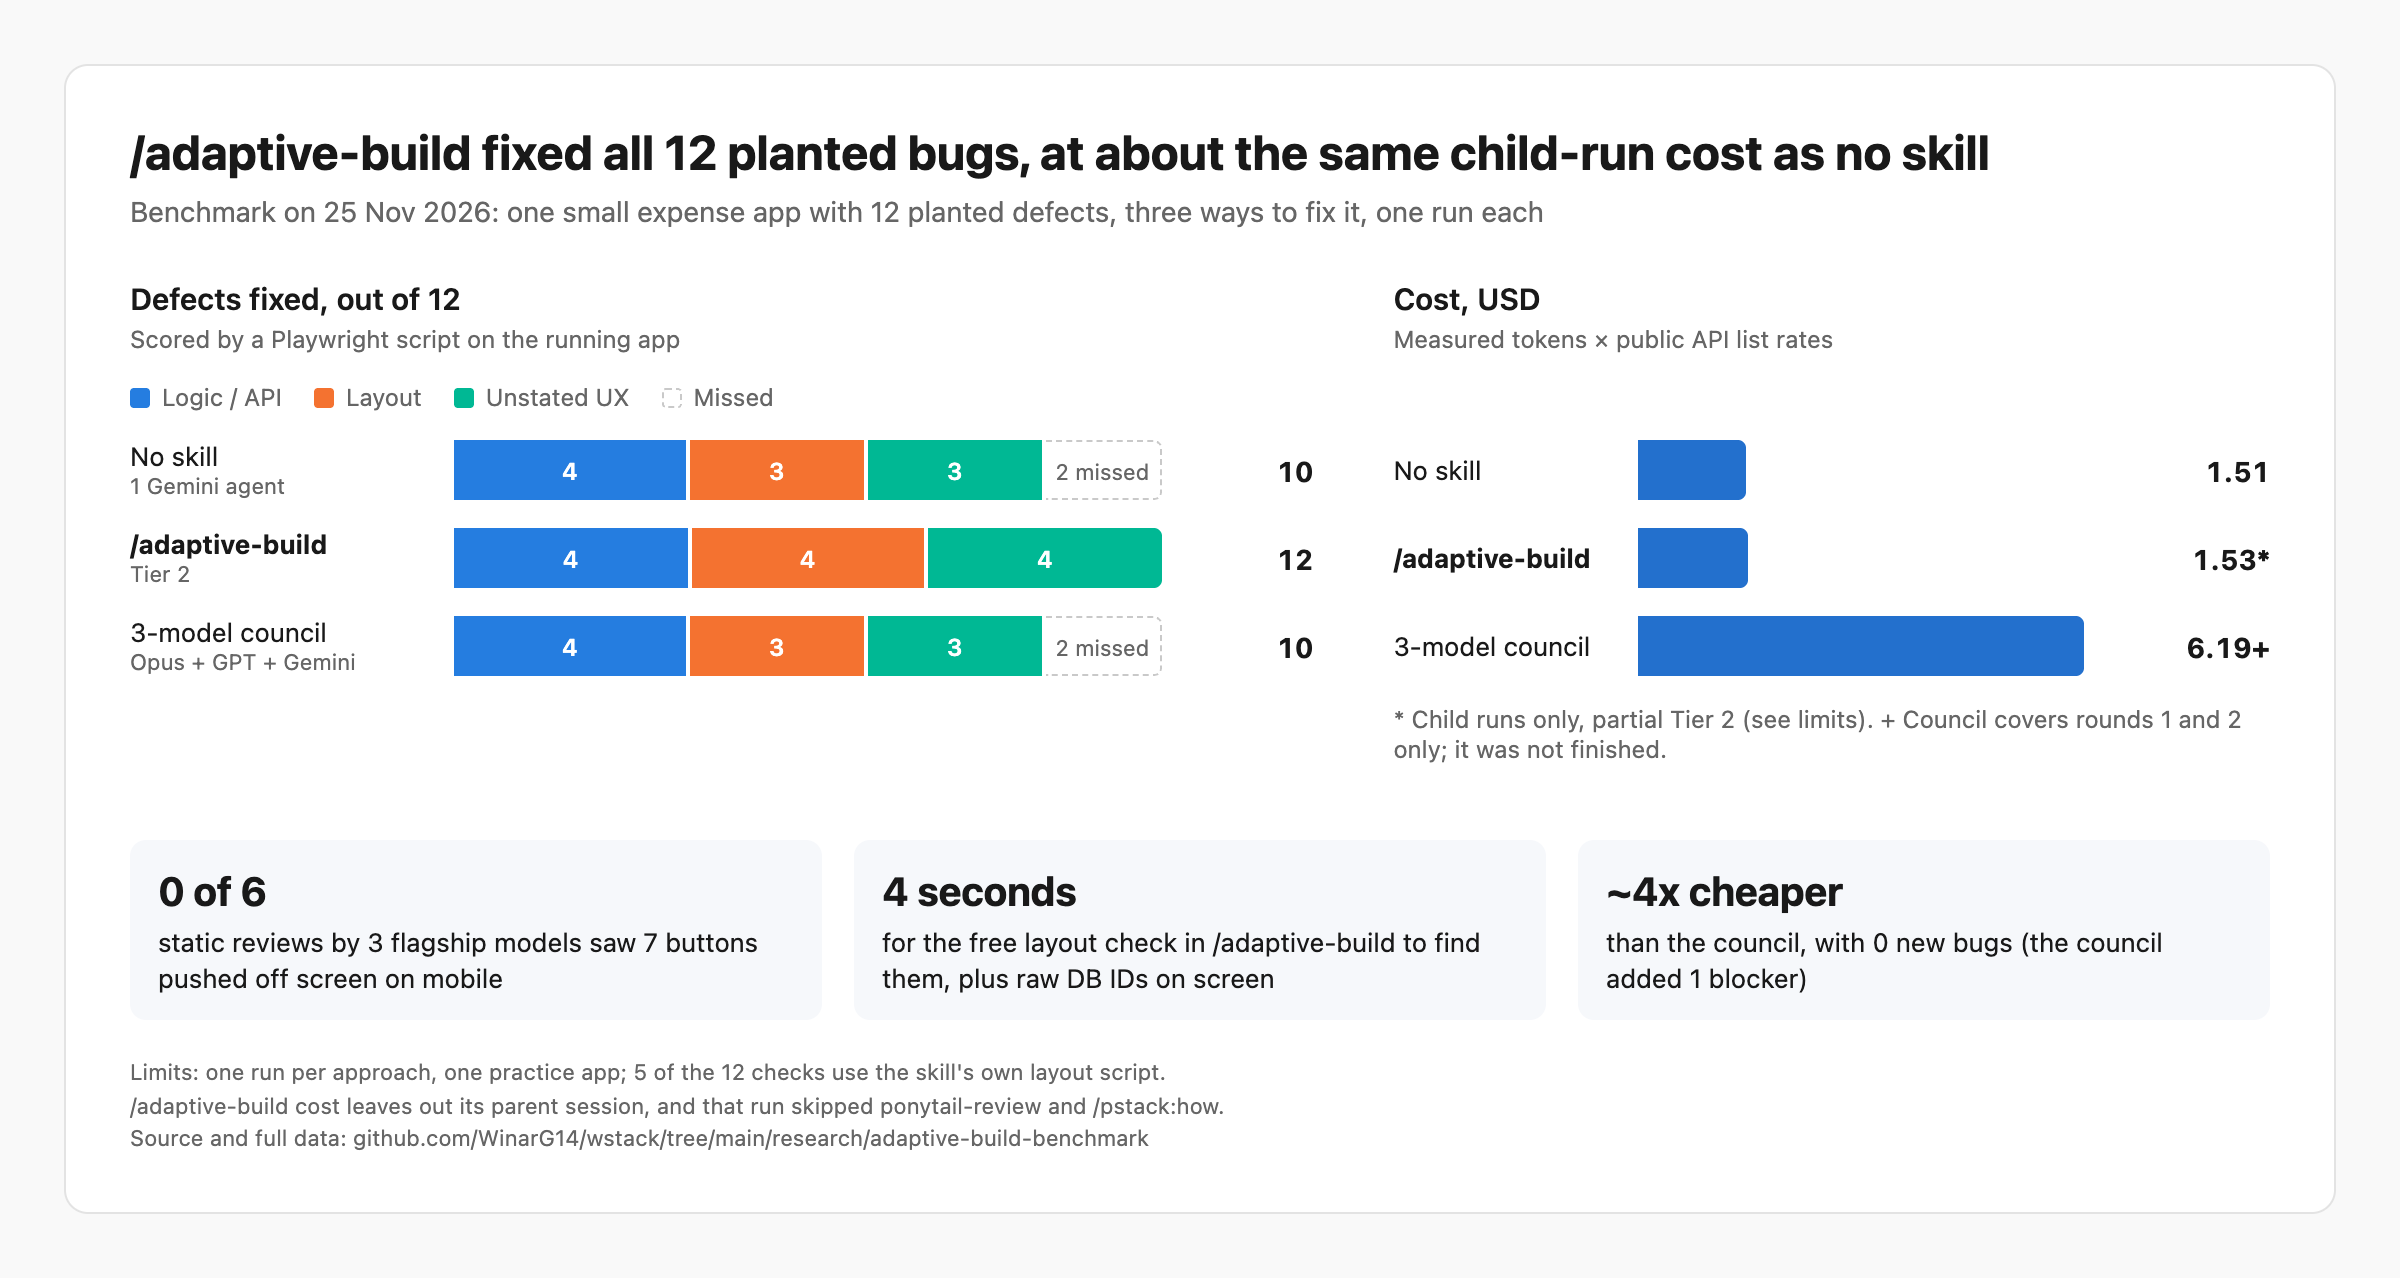 /adaptive-build fixed all 12 planted bugs, at about the same child-run cost as no skill
Benchmark on 25 Nov 2026: one small expense app with 12 planted defects, three ways to fix it, one run each
Defects fixed, out of 12
Scored by a Playwright script on the running app
Logic / API
Layout
Unstated UX
Missed
No skill
1 Gemini agent
4
3
3
2 missed
10
/adaptive-build
Tier 2
4
4
4
12
3-model council
Opus + GPT + Gemini
4
3
3
2 missed
10
Cost, USD
Measured tokens × public API list rates
No skill
1.51
/adaptive-build
1.53*
3-model council
6.19+
* Child runs only, partial Tier 2 (see limits). + Council covers rounds 1 and 2
only; it was not finished.
0 of 6
static reviews by 3 flagship models saw 7 buttons
pushed off screen on mobile
4 seconds
for the free layout check in /adaptive-build to find
them, plus raw DB IDs on screen
~4x cheaper
than the council, with 0 new bugs (the council
added 1 blocker)
Limits: one run per approach, one practice app; 5 of the 12 checks use the skill's own layout script.
/adaptive-build cost leaves out its parent session, and that run skipped ponytail-review and /pstack:how.
Source and full data: github.com/WinarG14/wstack/tree/main/research/adaptive-build-benchmark